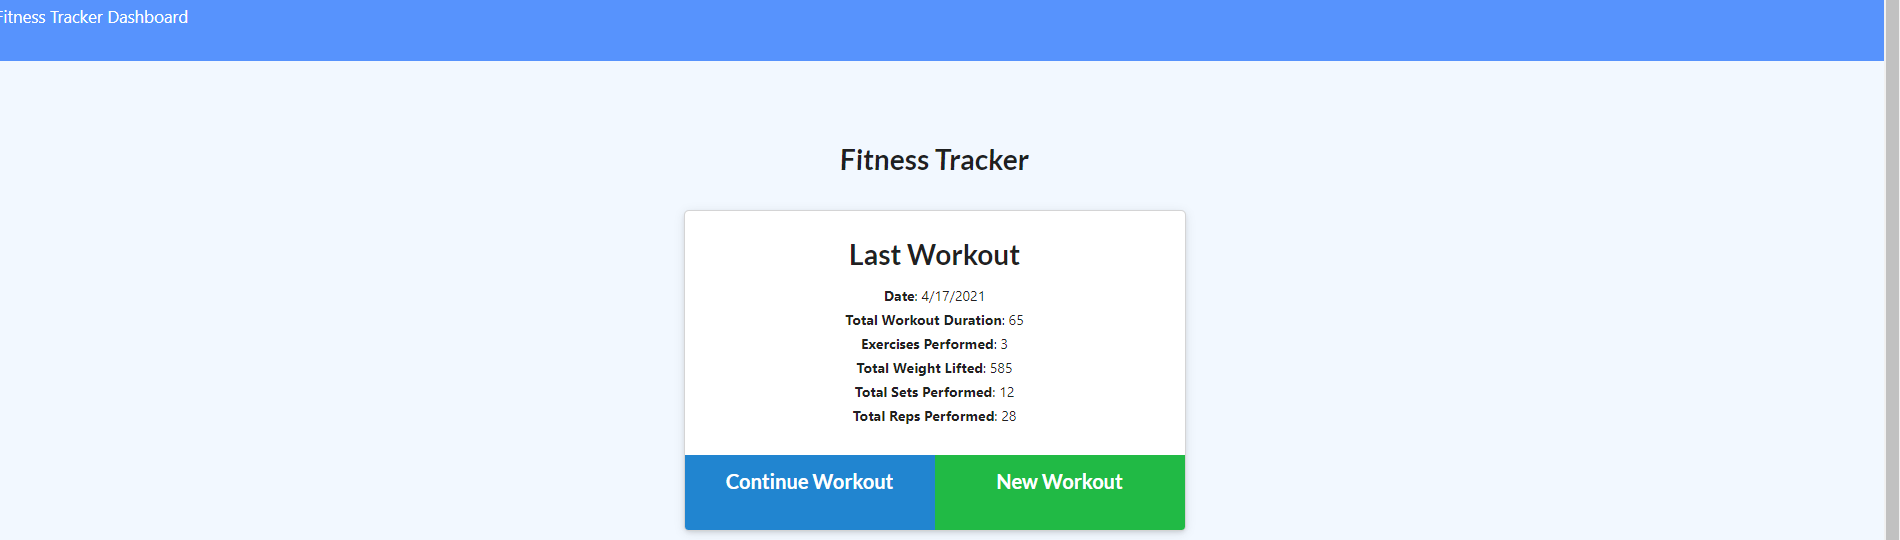 Fitness Tracker Dashboard
Fitness Tracker
Last Workout
Date: 4/17/2021
Total Workout Duration: 65
Exercises Performed: 3
Total Weight Lifted: 585
Total Sets Performed: 12
Total Reps Performed: 28
Continue Workout
New Workout